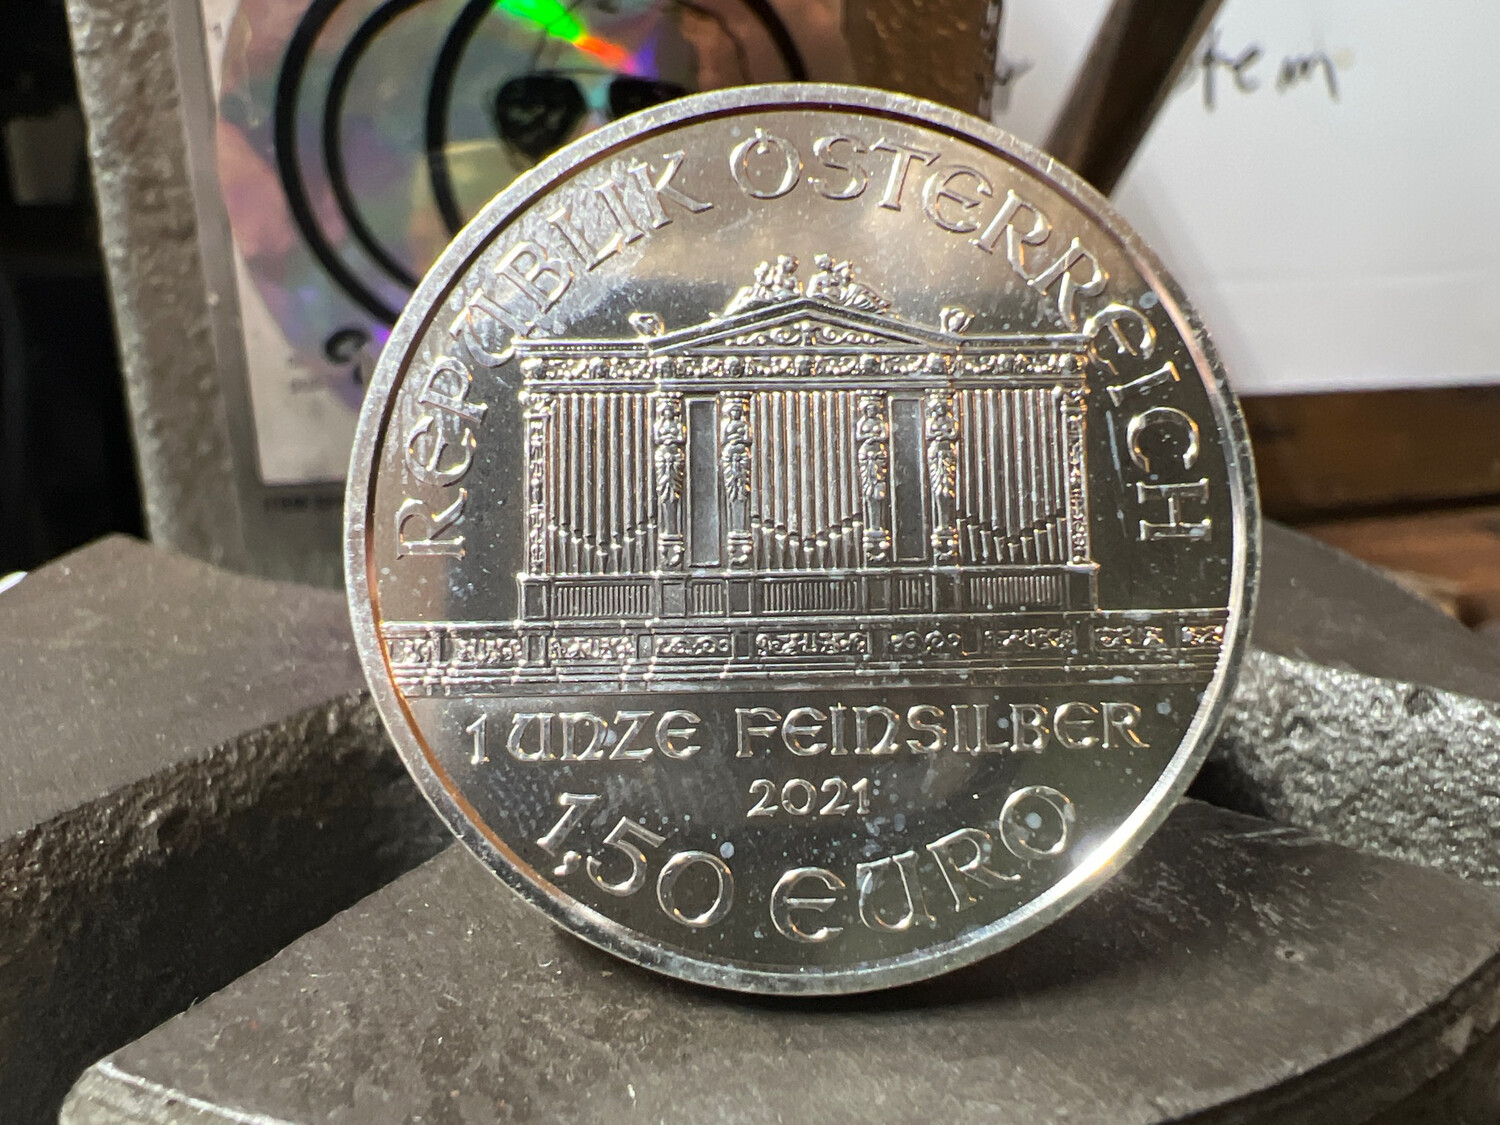 REPUBLIK ÖSTERREICH
1 UNZE FEINSILBER
2021
1,50 EURO